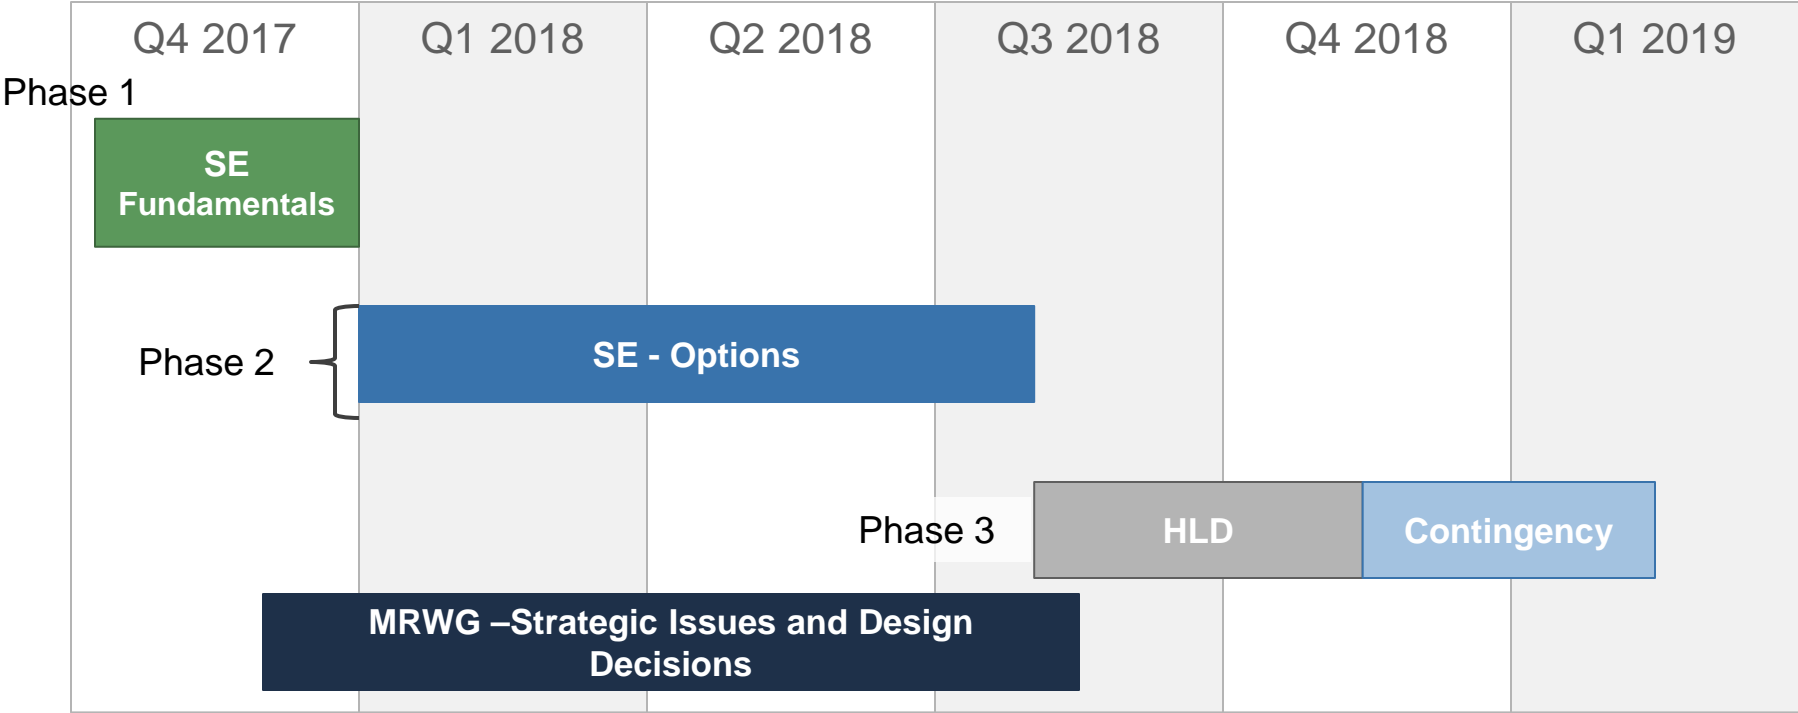 Q4 2017 Q1 2018 Q2 2018 Q3 2018 Q4 2018 Q1 2019
Phase 1
SE
Fundamentals
Phase 2
SE - Options
Phase 3
HLD
Contingency
MRWG –Strategic Issues and Design
Decisions